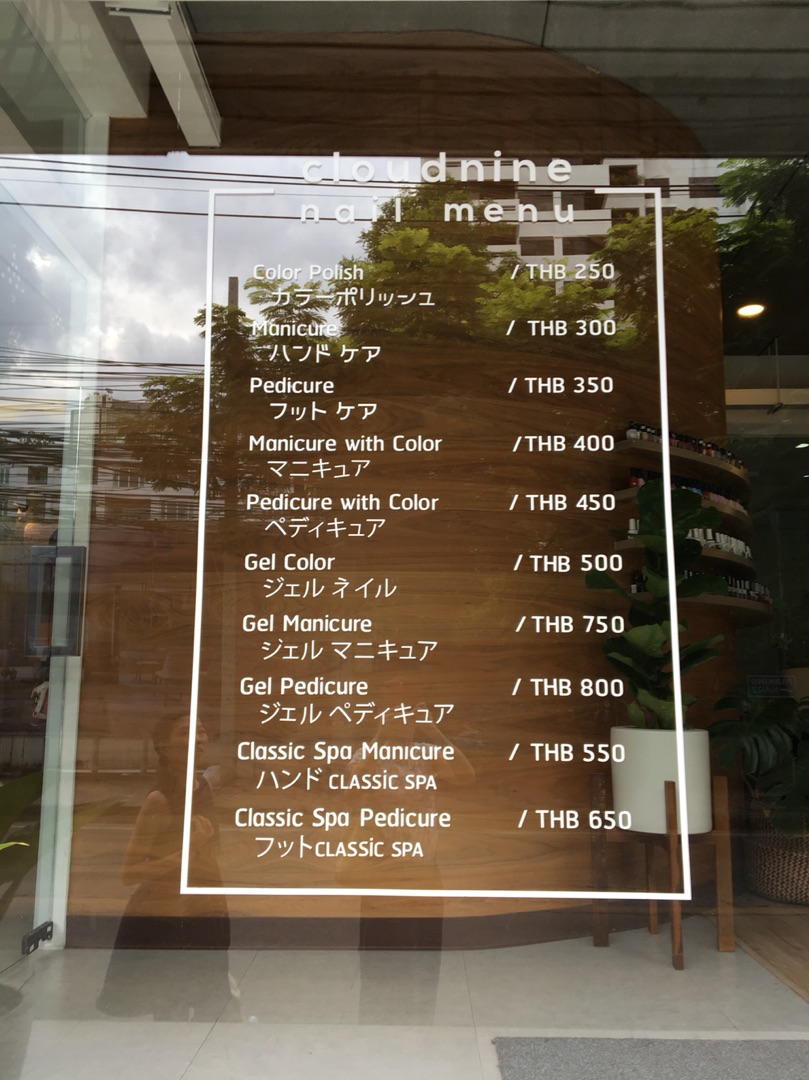 cloudnine
nail menu
Color Polish / THB 250
カラーポリッシュ
Manicure / THB 300
ハンド ケア
Pedicure / THB 350
フット ケア
Manicure with Color / THB 400
マニキュア
Pedicure with Color / THB 450
ペディキュア
Gel Color / THB 500
ジェル ネイル
Gel Manicure / THB 750
ジェル マニキュア
Gel Pedicure / THB 800
ジェル ペディキュア
Classic Spa Manicure / THB 550
ハンド CLASSIC SPA
Classic Spa Pedicure / THB 650
フットCLASSIC SPA